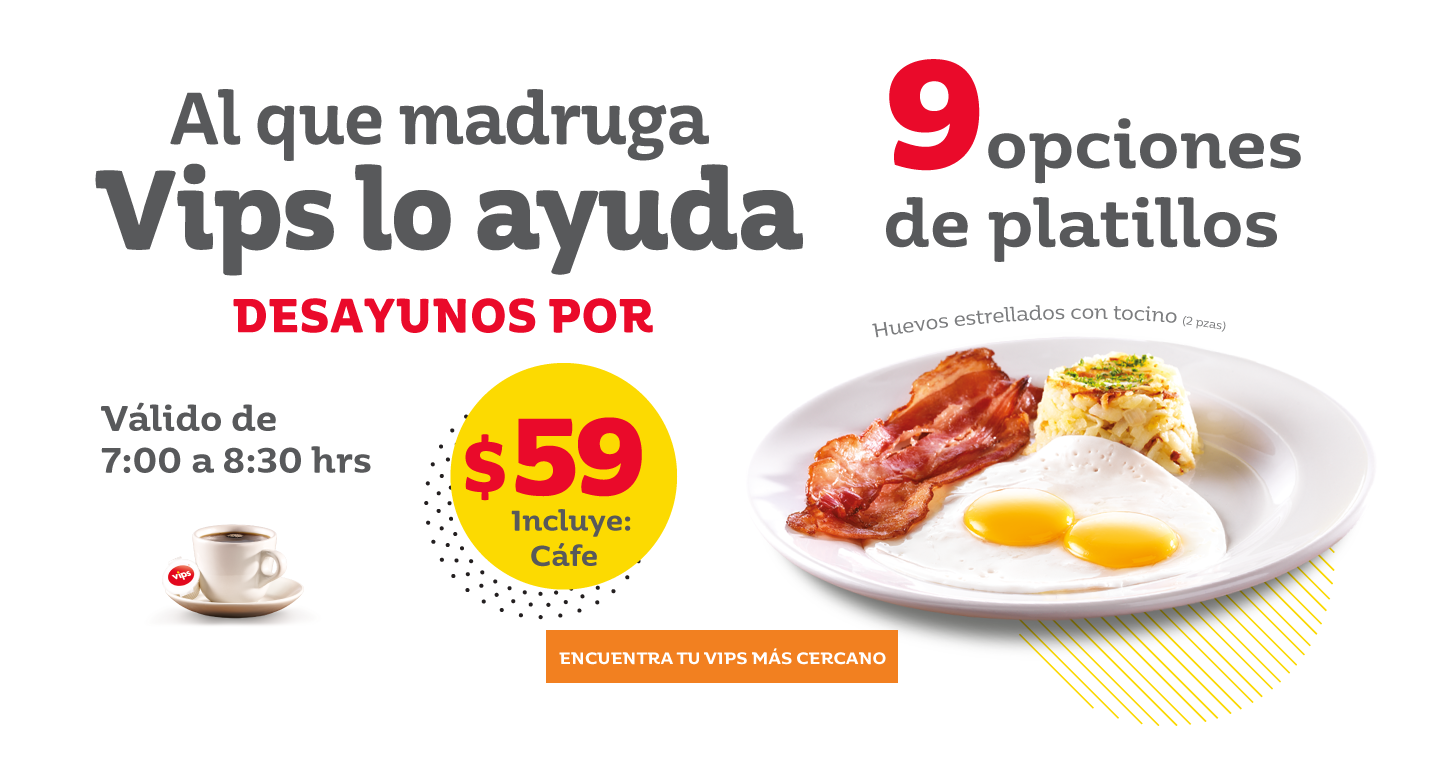 Al que madruga
Vips lo ayuda
DESAYUNOS POR
Válido de
7:00 a 8:30 hrs
$59
Incluye:
Cáfe
vips
9 opciones
de platillos
Huevos estrellados con tocino (2 pzas)
ENCUENTRA TU VIPS MÁS CERCANO